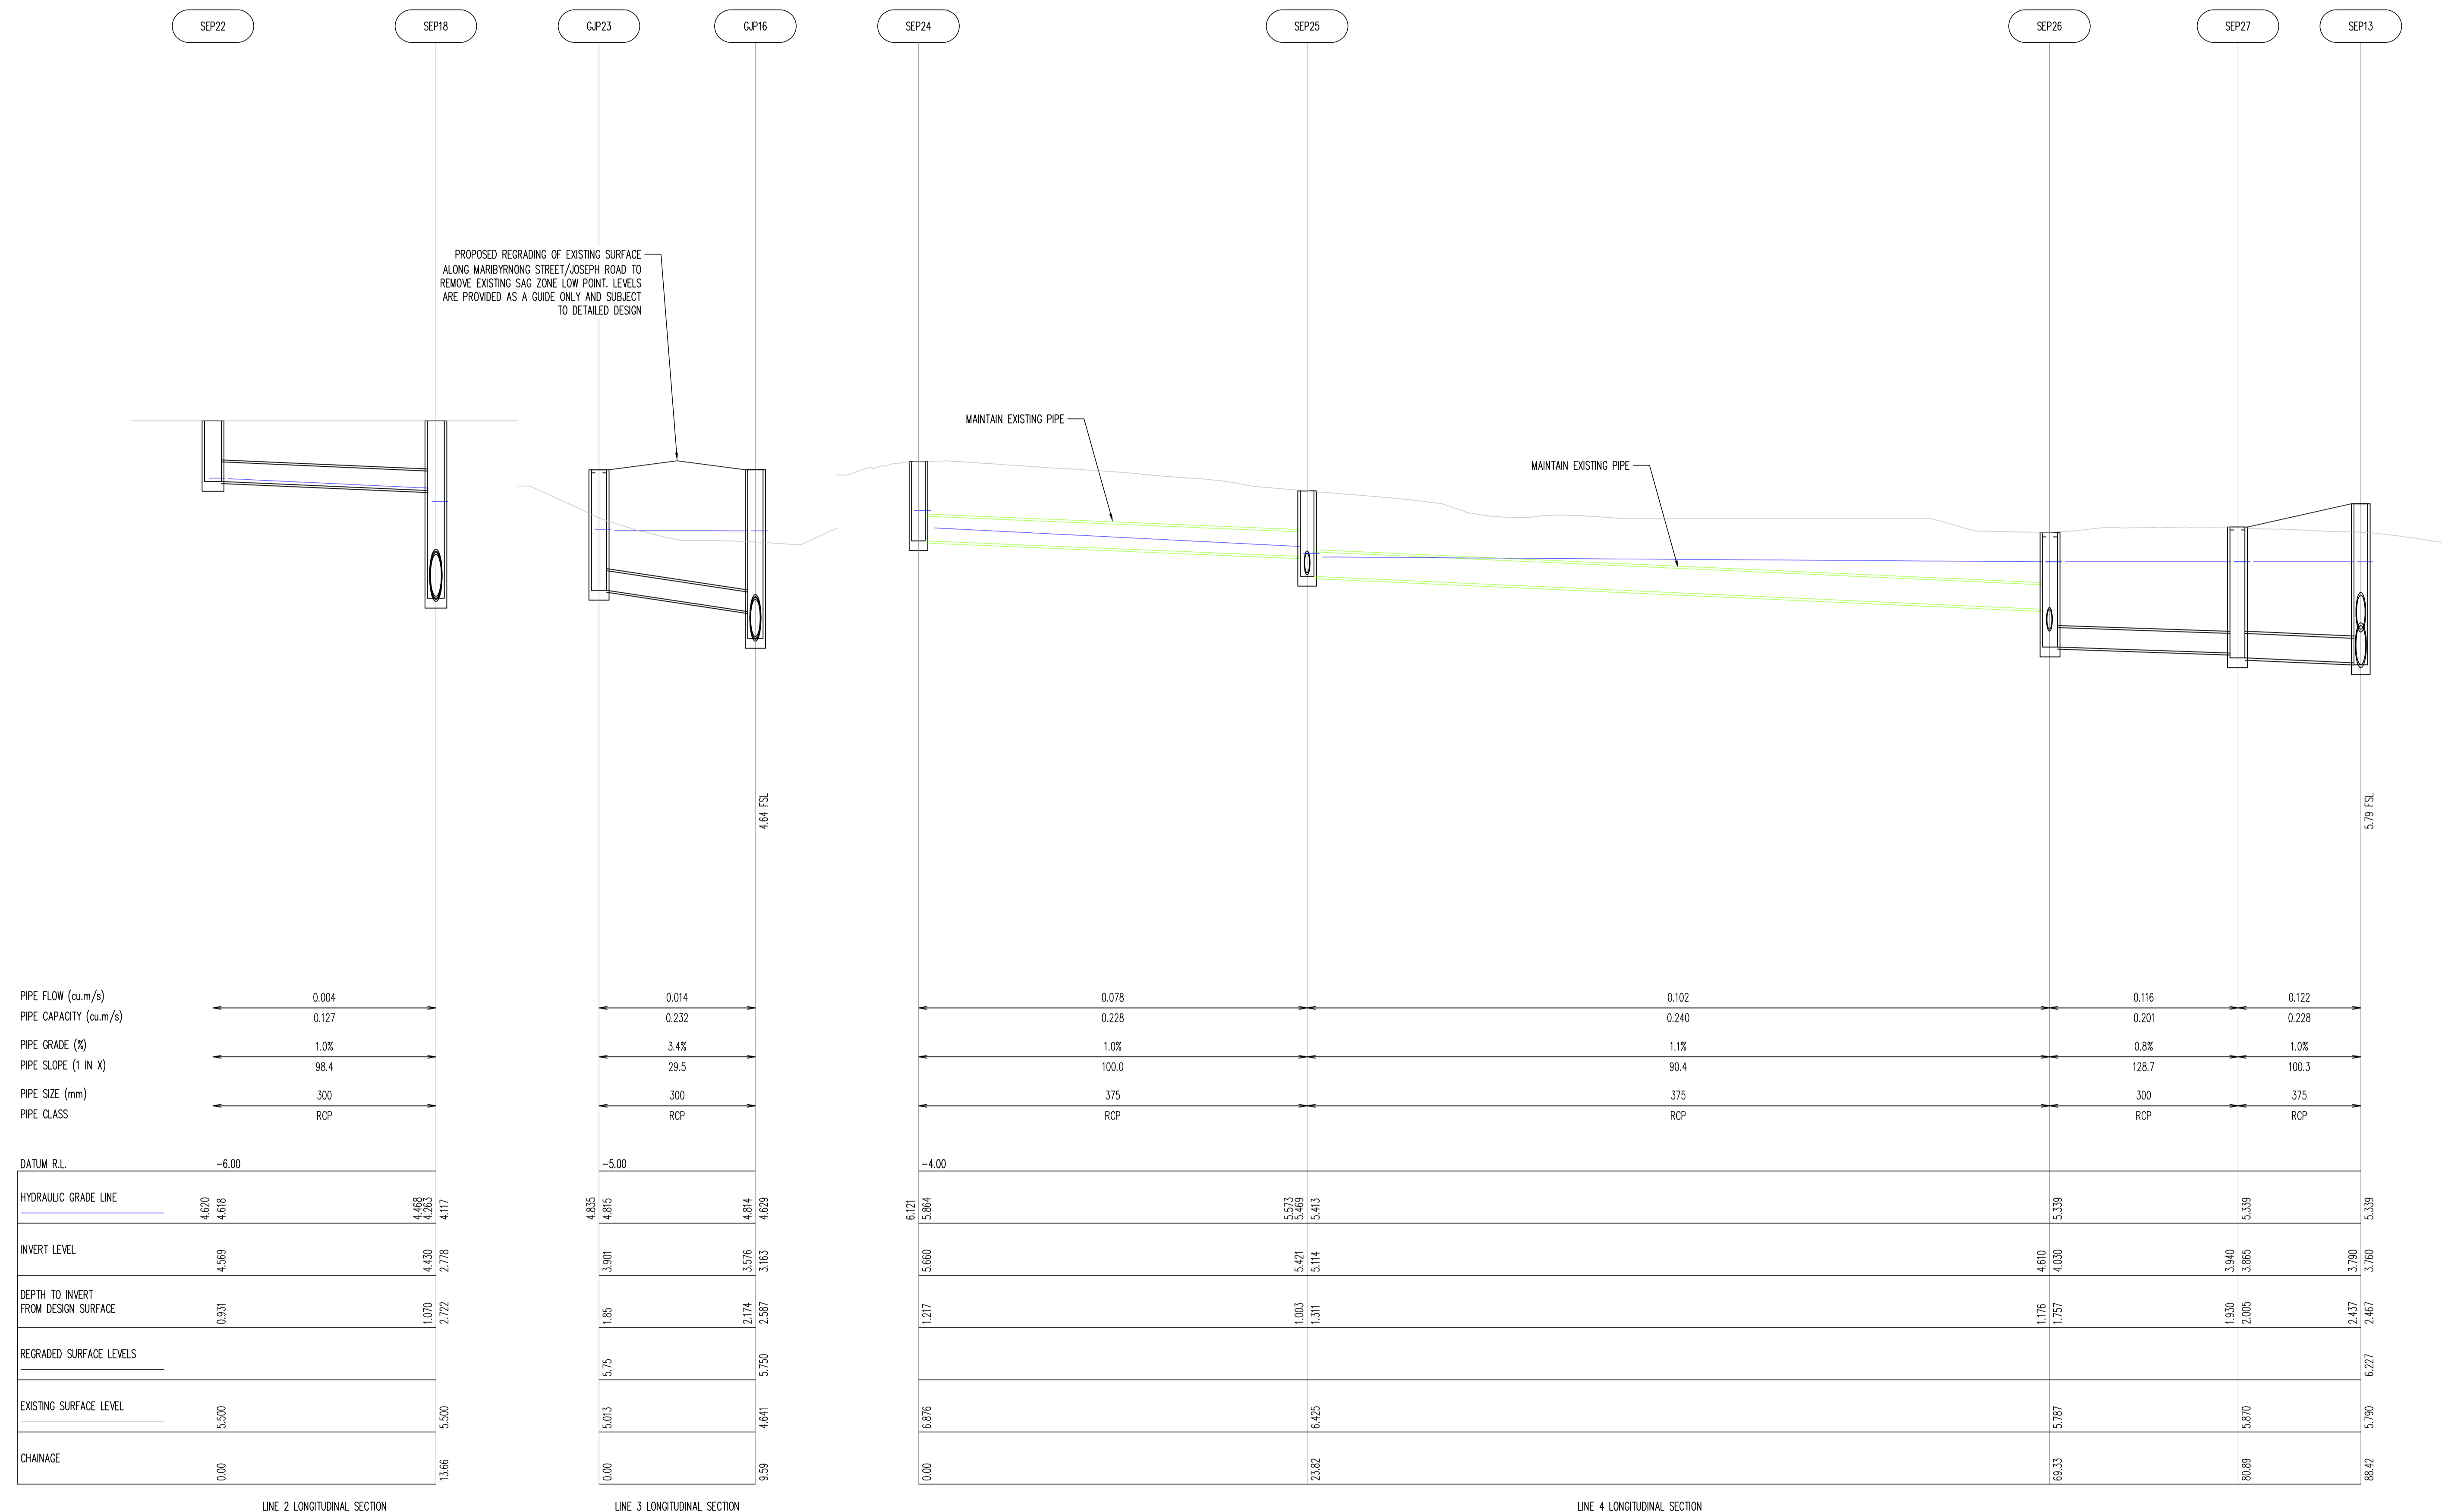 SEP22 SEP18 GJP23 GJP16 SEP24 SEP25 SEP26 SEP27 SEP13
PROPOSED REGRADING OF EXISTING SURFACE
ALONG MARIBYRNONG STREET/JOSEPH ROAD TO
REMOVE EXISTING SAG ZONE LOW POINT. LEVELS
ARE PROVIDED AS A GUIDE ONLY AND SUBJECT
TO DETAILED DESIGN
MAINTAIN EXISTING PIPE
MAINTAIN EXISTING PIPE
4.64 FSL
5.79 FSL
PIPE FLOW (cu.m/s) 0.004 0.014 0.078 0.102 0.116 0.122
PIPE CAPACITY (cu.m/s) 0.127 0.232 0.228 0.240 0.201 0.228
PIPE GRADE (%) 1.0% 3.4% 1.0% 1.1% 0.8% 1.0%
PIPE SLOPE (1 IN X) 98.4 29.5 100.0 90.4 128.7 100.3
PIPE SIZE (mm) 300 300 375 375 300 375
PIPE CLASS RCP RCP RCP RCP RCP RCP
DATUM R.L. -6.00 -5.00 -4.00
HYDRAULIC GRADE LINE 4.620 4.618 4.468 4.263 4.117 4.835 4.815 4.814 4.629 6.121 5.864 5.573 5.469 5.413 5.339 5.339 5.339
INVERT LEVEL 4.569 4.430 2.778 3.901 3.576 3.163 5.660 5.421 5.114 4.610 4.030 3.940 3.865 3.790 3.760
DEPTH TO INVERT
FROM DESIGN SURFACE 0.931 1.070 2.722 1.85 2.174 2.587 1.217 1.003 1.311 1.176 1.757 1.930 2.005 2.437 2.467
REGRADED SURFACE LEVELS 5.75 5.750 6.227
EXISTING SURFACE LEVEL 5.500 5.500 5.013 4.641 6.876 6.425 5.787 5.870 5.790
CHAINAGE 0.00 13.66 0.00 9.59 0.00 23.82 69.33 80.89 88.42
LINE 2 LONGITUDINAL SECTION LINE 3 LONGITUDINAL SECTION LINE 4 LONGITUDINAL SECTION